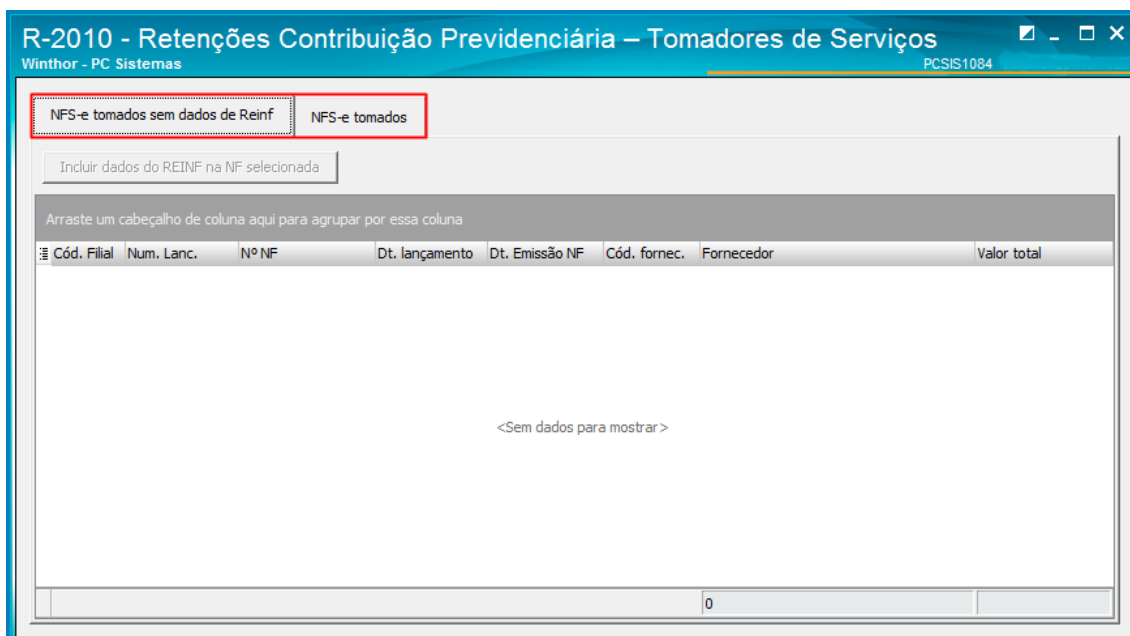 R-2010 - Retenções Contribuição Previdenciária – Tomadores de Serviços
Winthor - PC Sistemas
PCSIS1084
NFS-e tomados sem dados de Reinf
NFS-e tomados
Incluir dados do REINF na NF selecionada
Arraste um cabeçalho de coluna aqui para agrupar por essa coluna
Cód. Filial Num. Lanc. Nº NF Dt. lançamento Dt. Emissão NF Cód. fornec. Fornecedor Valor total
<Sem dados para mostrar>
0